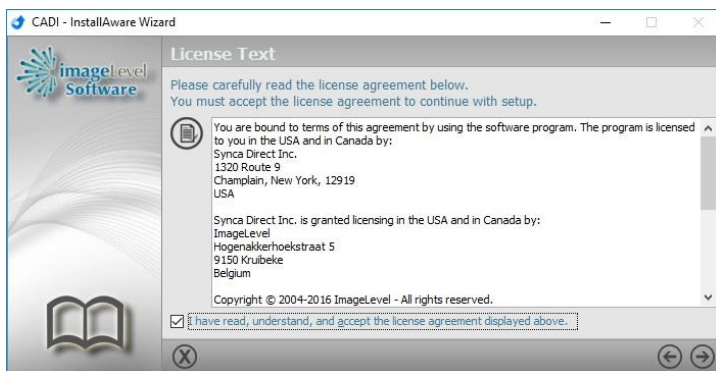 CADI - InstallAware Wizard
imageLevel
Software
License Text
Please carefully read the license agreement below.
You must accept the license agreement to continue with setup.
You are bound to terms of this agreement by using the software program. The program is licensed
to you in the USA and in Canada by:
Synca Direct Inc.
1320 Route 9
Champlain, New York, 12919
USA
Synca Direct Inc. is granted licensing in the USA and in Canada by:
ImageLevel
Hogenakkerhoekstraat 5
9150 Kruibeke
Belgium
Copyright © 2004-2016 ImageLevel - All rights reserved.
I have read, understand, and accept the license agreement displayed above.